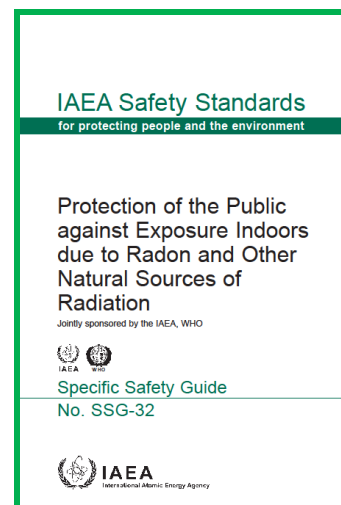 IAEA Safety Standards
for protecting people and the environment
Protection of the Public
against Exposure Indoors
due to Radon and Other
Natural Sources of
Radiation
Jointly sponsored by the IAEA, WHO
IAEA WHO
Specific Safety Guide
No. SSG-32
IAEA
International Atomic Energy Agency